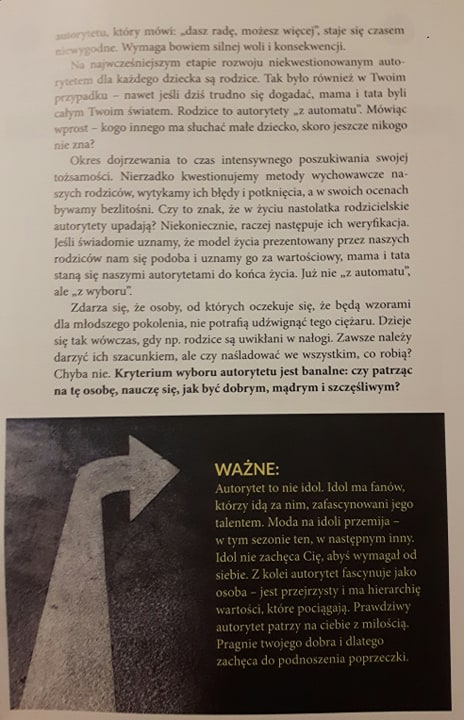 autorytetu, który mówi: „dasz radę, możesz więcej”, staje się czasem
niewygodne. Wymaga bowiem silnej woli i konsekwencji.
Na najwcześniejszym etapie rozwoju niekwestionowanym auto-
rytetem dla każdego dziecka są rodzice. Tak było również w Twoim
przypadku – nawet jeśli dziś trudno się dogadać, mama i tata byli
całym Twoim światem. Rodzice to autorytety „z automatu”. Mówiąc
wprost – kogo innego ma słuchać małe dziecko, skoro jeszcze nikogo
nie zna?
Okres dojrzewania to czas intensywnego poszukiwania swojej
tożsamości. Nierzadko kwestionujemy metody wychowawcze na-
szych rodziców, wytykamy ich błędy i potknięcia, a w swoich ocenach
bywamy bezlitośni. Czy to znak, że w życiu nastolatka rodzicielskie
autorytety upadają? Niekoniecznie, raczej następuje ich weryfikacja.
Jeśli świadomie uznamy, że model życia prezentowany przez naszych
rodziców nam się podoba i uznamy go za wartościowy, mama i tata
staną się naszymi autorytetami do końca życia. Już nie „z automatu”,
ale „z wyboru”.
Zdarza się, że osoby, od których oczekuje się, że będą wzorami
dla młodszego pokolenia, nie potrafią udźwignąć tego ciężaru. Dzieje
się tak wówczas, gdy np. rodzice są uwikłani w nałogi. Zawsze należy
darzyć ich szacunkiem, ale czy naśladować we wszystkim, co robią?
Chyba nie. Kryterium wyboru autorytetu jest banalne: czy patrząc
na tę osobę, nauczę się, jak być dobrym, mądrym i szczęśliwym?
WAŻNE:
Autorytet to nie idol. Idol ma fanów,
którzy idą za nim, zafascynowani jego
talentem. Moda na idoli przemija –
w tym sezonie ten, w następnym inny.
Idol nie zachęca Cię, abyś wymagał od
siebie. Z kolei autorytet fascynuje jako
osoba – jest przejrzysty i ma hierarchię
wartości, które pociągają. Prawdziwy
autorytet patrzy na ciebie z miłością.
Pragnie twojego dobra i dlatego
zachęca do podnoszenia poprzeczki.